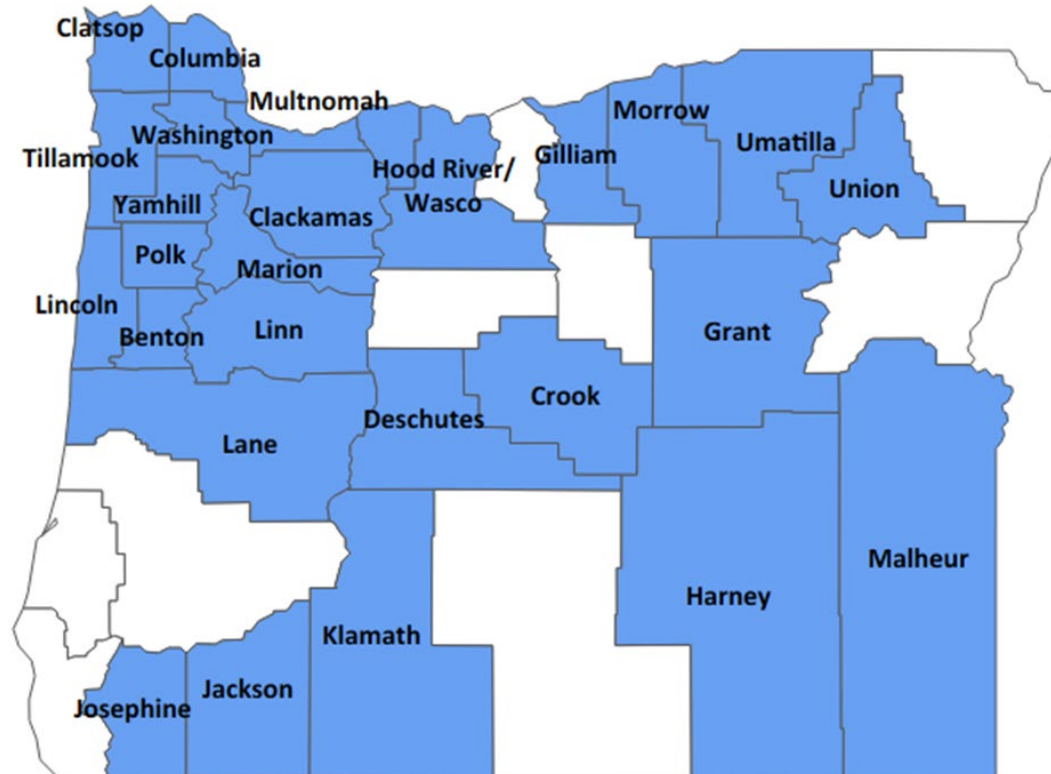 Clatsop
Columbia
Multnomah
Morrow
Washington
Umatilla
Tillamook
Gilliam
Hood River/
Wasco
Union
Yamhill
Clackamas
Polk
Marion
Lincoln
Benton
Linn
Grant
Crook
Deschutes
Lane
Malheur
Harney
Klamath
Jackson
Josephine